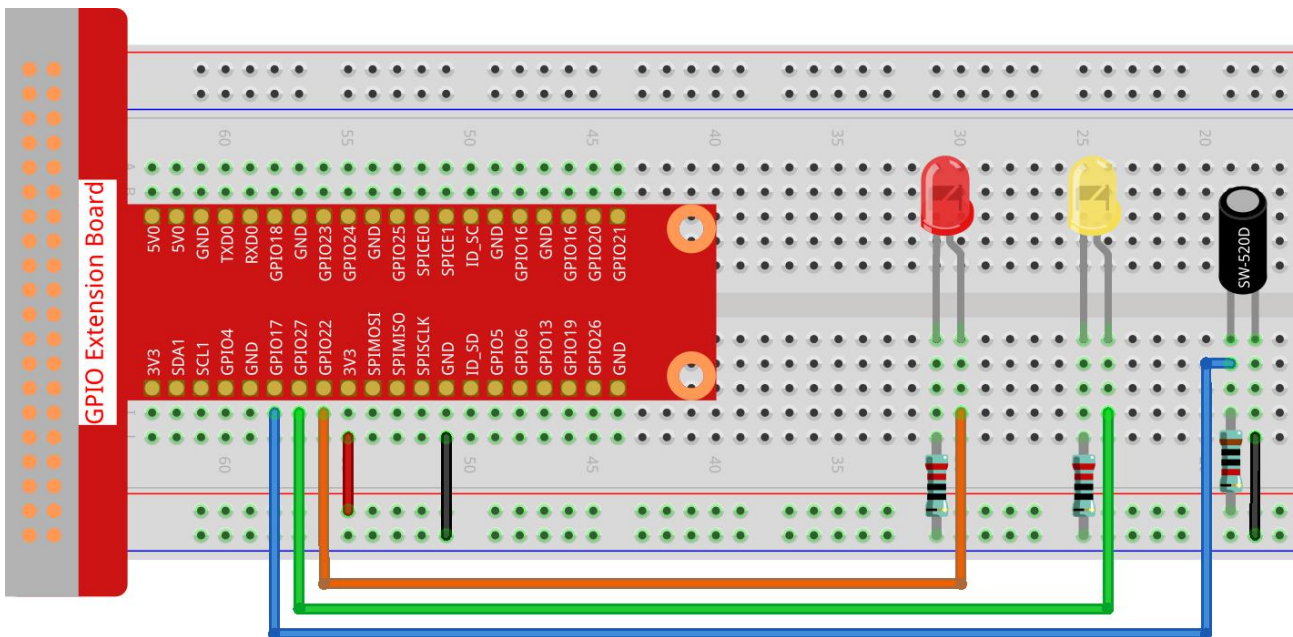 GPIO Extension Board
60 55 50 45 40 35 30 25 20
5V0
5V0
GND
TXD0
RXD0
GPIO18
GND
GPIO23
GPIO24
GND
GPIO25
SPICE0
SPICE1
ID_SC
GND
GPIO16
GND
GPIO16
GPIO20
GPIO21
SW-520D
3V3
SDA1
SCL1
GPIO4
GND
GPIO17
GPIO27
GPIO22
3V3
SPIMOSI
SPIMISO
SPISCLK
GND
ID_SD
GPIO5
GPIO6
GPIO13
GPIO19
GPIO26
GND
60 50 45 40 35 30 25 20